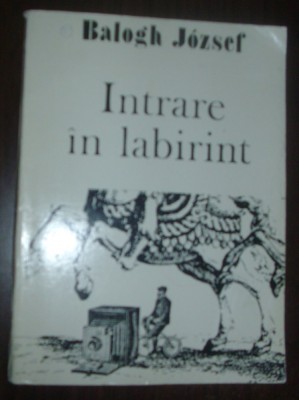 Balogh József
Intrare
în labirint